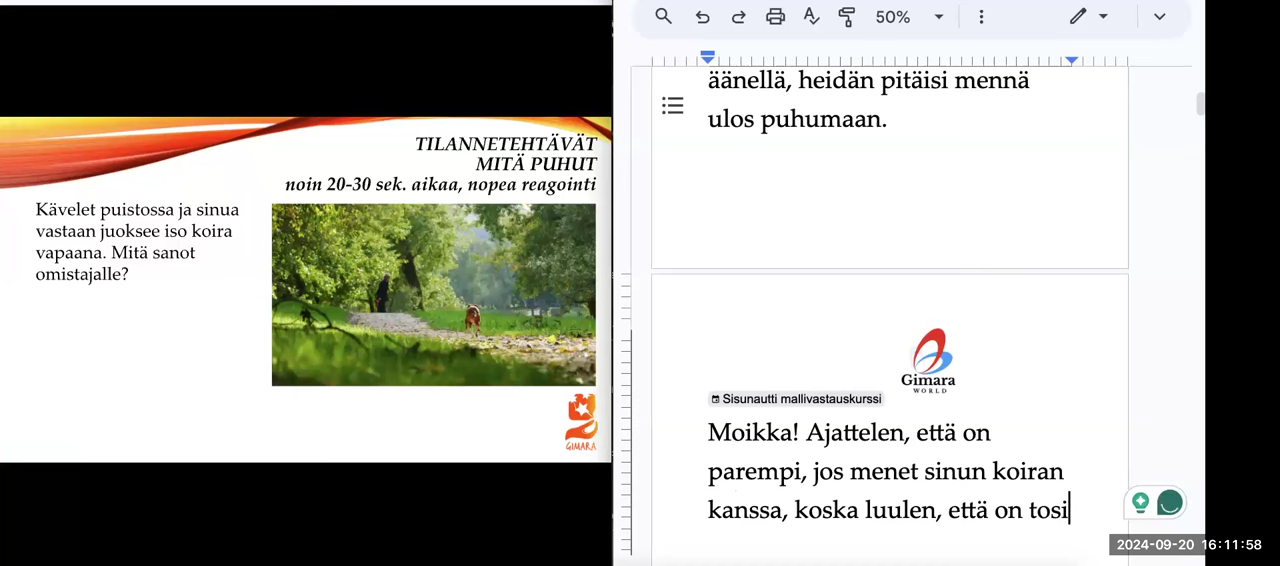 TILANNETEHTÄVÄT
MITÄ PUHUT
noin 20-30 sek. aikaa, nopea reagointi
Kävelet puistossa ja sinua
vastaan juoksee iso koira
vapaana. Mitä sanot
omistajalle?
GIMARA
50%
äänellä, heidän pitäisi mennä
ulos puhumaan.
Gimara
WORLD
Sisunautti mallivastauskurssi
Moikka! Ajattelen, että on
parempi, jos menet sinun koiran
kanssa, koska luulen, että on tosi
2024-09-20 16:11:58